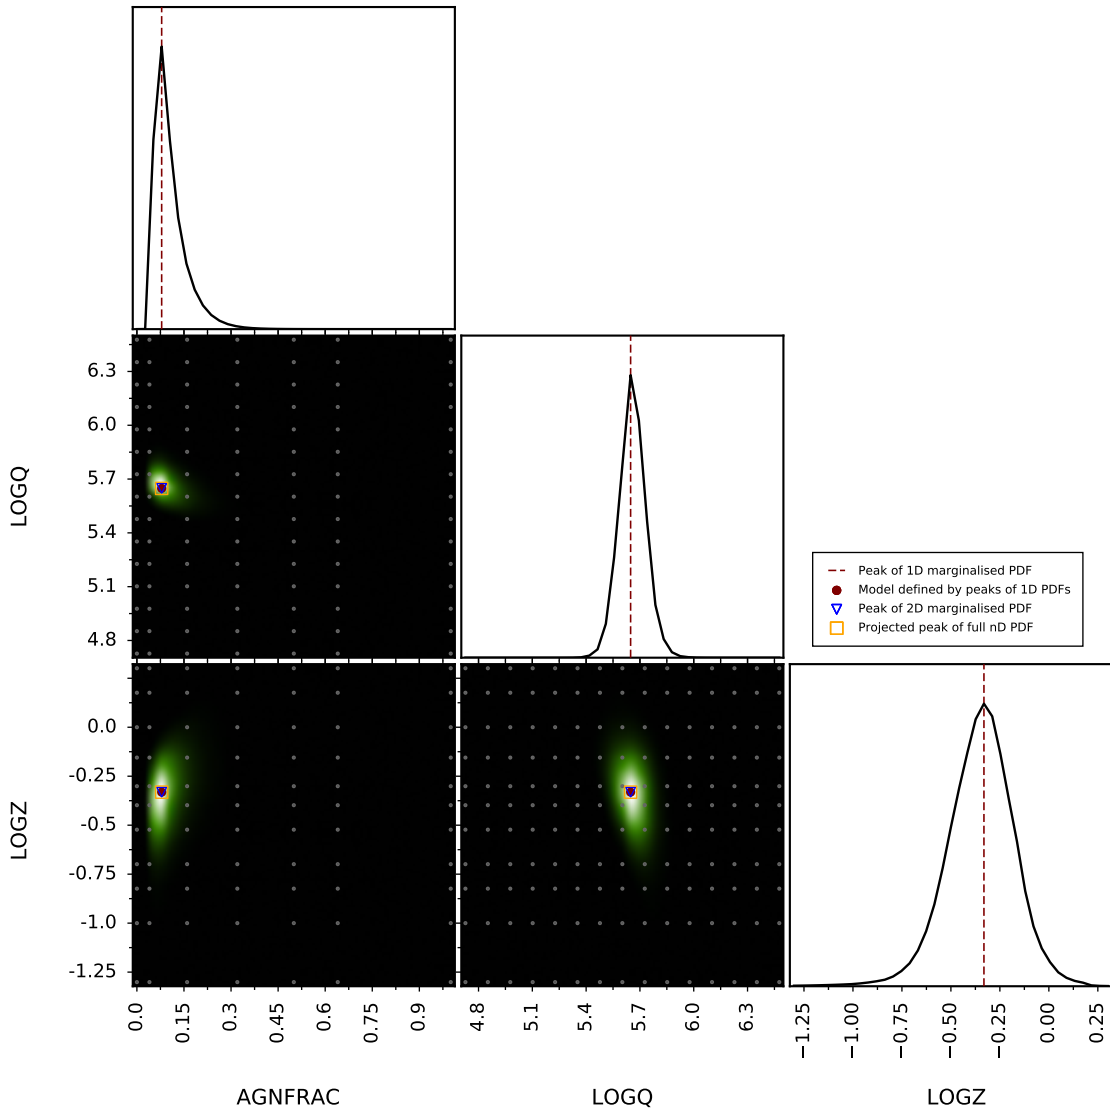 LOGQ
6.3
6.0
5.7
5.4
5.1
4.8
Peak of 1D marginalised PDF
Model defined by peaks of 1D PDFs
Peak of 2D marginalised PDF
Projected peak of full nD PDF
LOGZ
0.0
-0.25
-0.5
-0.75
-1.0
-1.25
0.0 0.15 0.3 0.45 0.6 0.75 0.9
4.8 5.1 5.4 5.7 6.0 6.3
−1.25 −1.00 −0.75 −0.50 −0.25 0.00 0.25
AGNFRAC LOGQ LOGZ